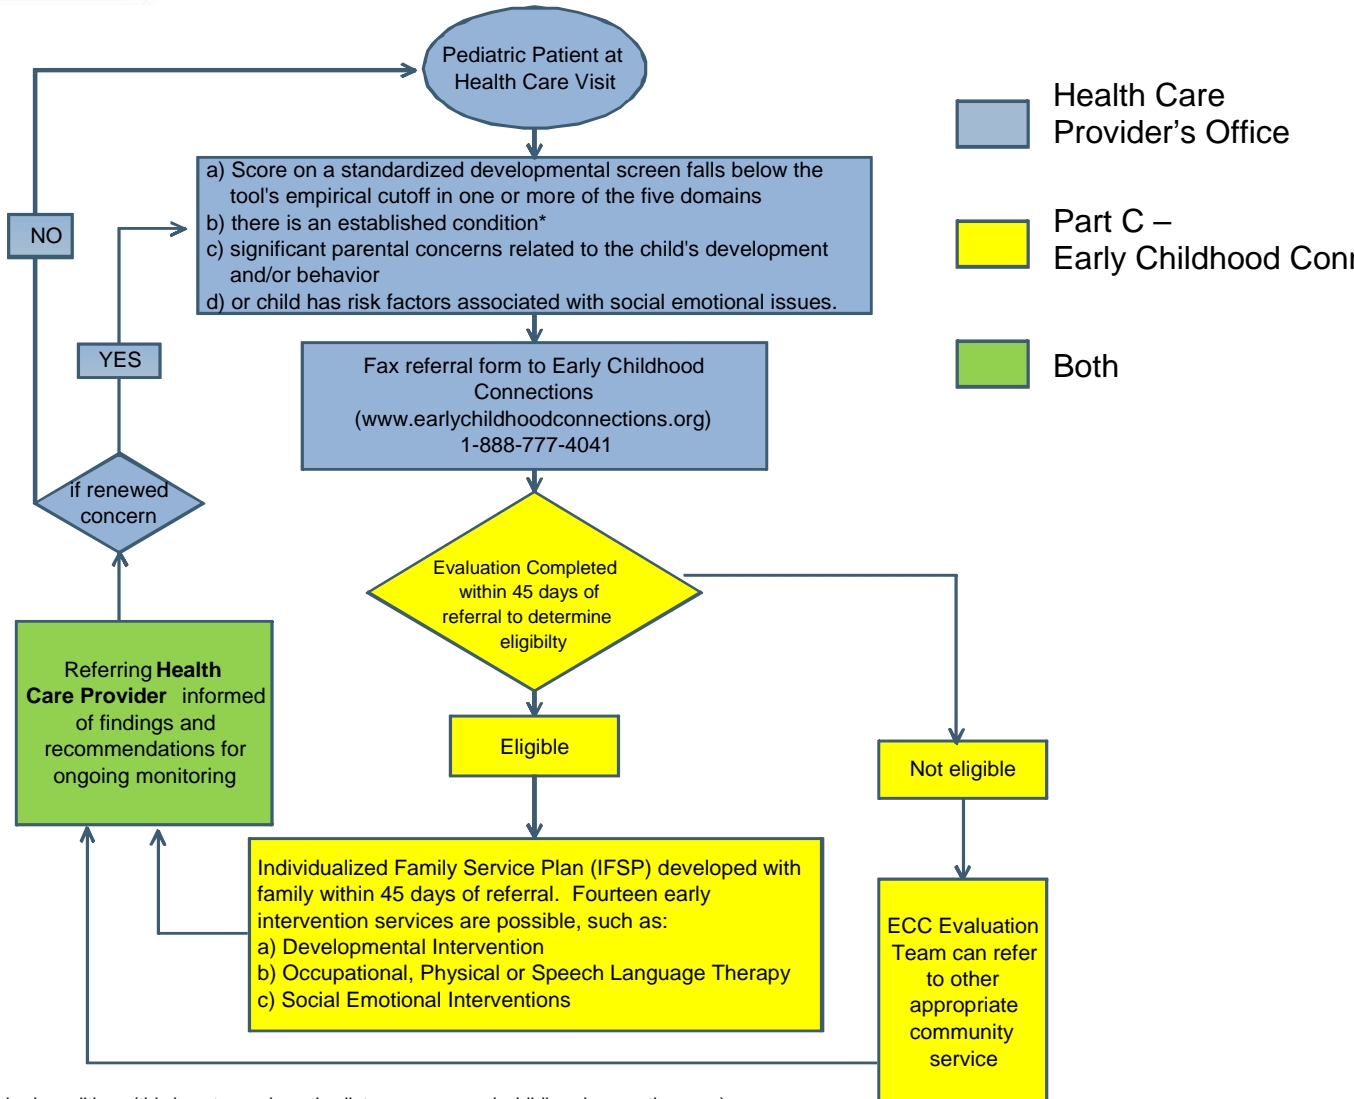 Pediatric Patient at
Health Care Visit
Health Care
Provider's Office
a) Score on a standardized developmental screen falls below the
tool's empirical cutoff in one or more of the five domains
b) there is an established condition*
c) significant parental concerns related to the child's development
and/or behavior
d) or child has risk factors associated with social emotional issues.
NO
Part C –
Early Childhood
YES
Fax referral form to Early Childhood
Connections
(www.earlychildhoodconnections.org)
1-888-777-4041
Both
if renewed
concern
Evaluation Completed
within 45 days of
referral to determine
eligibilty
Referring Health
Care Provider informed
of findings and
recommendations for
ongoing monitoring
Eligible
Not eligible
Individualized Family Service Plan (IFSP) developed with
family within 45 days of referral. Fourteen early
intervention services are possible, such as:
a) Developmental Intervention
b) Occupational, Physical or Speech Language Therapy
c) Social Emotional Interventions
ECC Evaluation
Team can refer
to other
appropriate
community
service